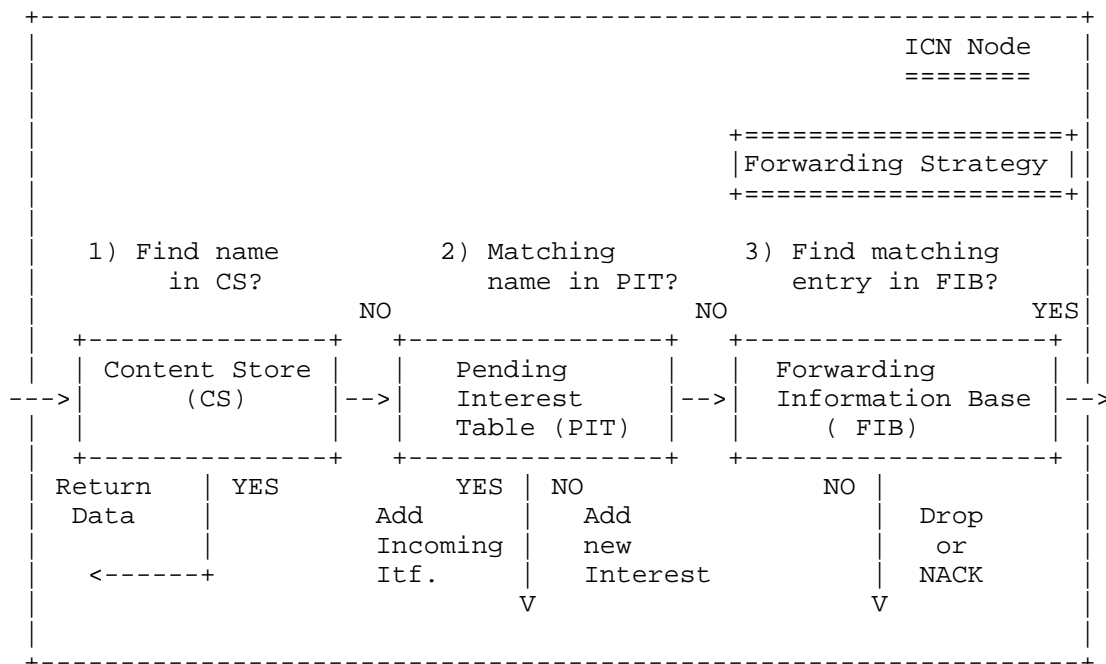 ICN Node
========
Forwarding Strategy
1) Find name 2) Matching 3) Find matching
in CS? name in PIT? entry in FIB?
NO NO YES
Content Store Pending Forwarding
(CS) Interest Information Base
Table (PIT) ( FIB)
Return YES YES NO NO
Data Add Add Drop
Incoming new or
<------+ Itf. Interest NACK
V V